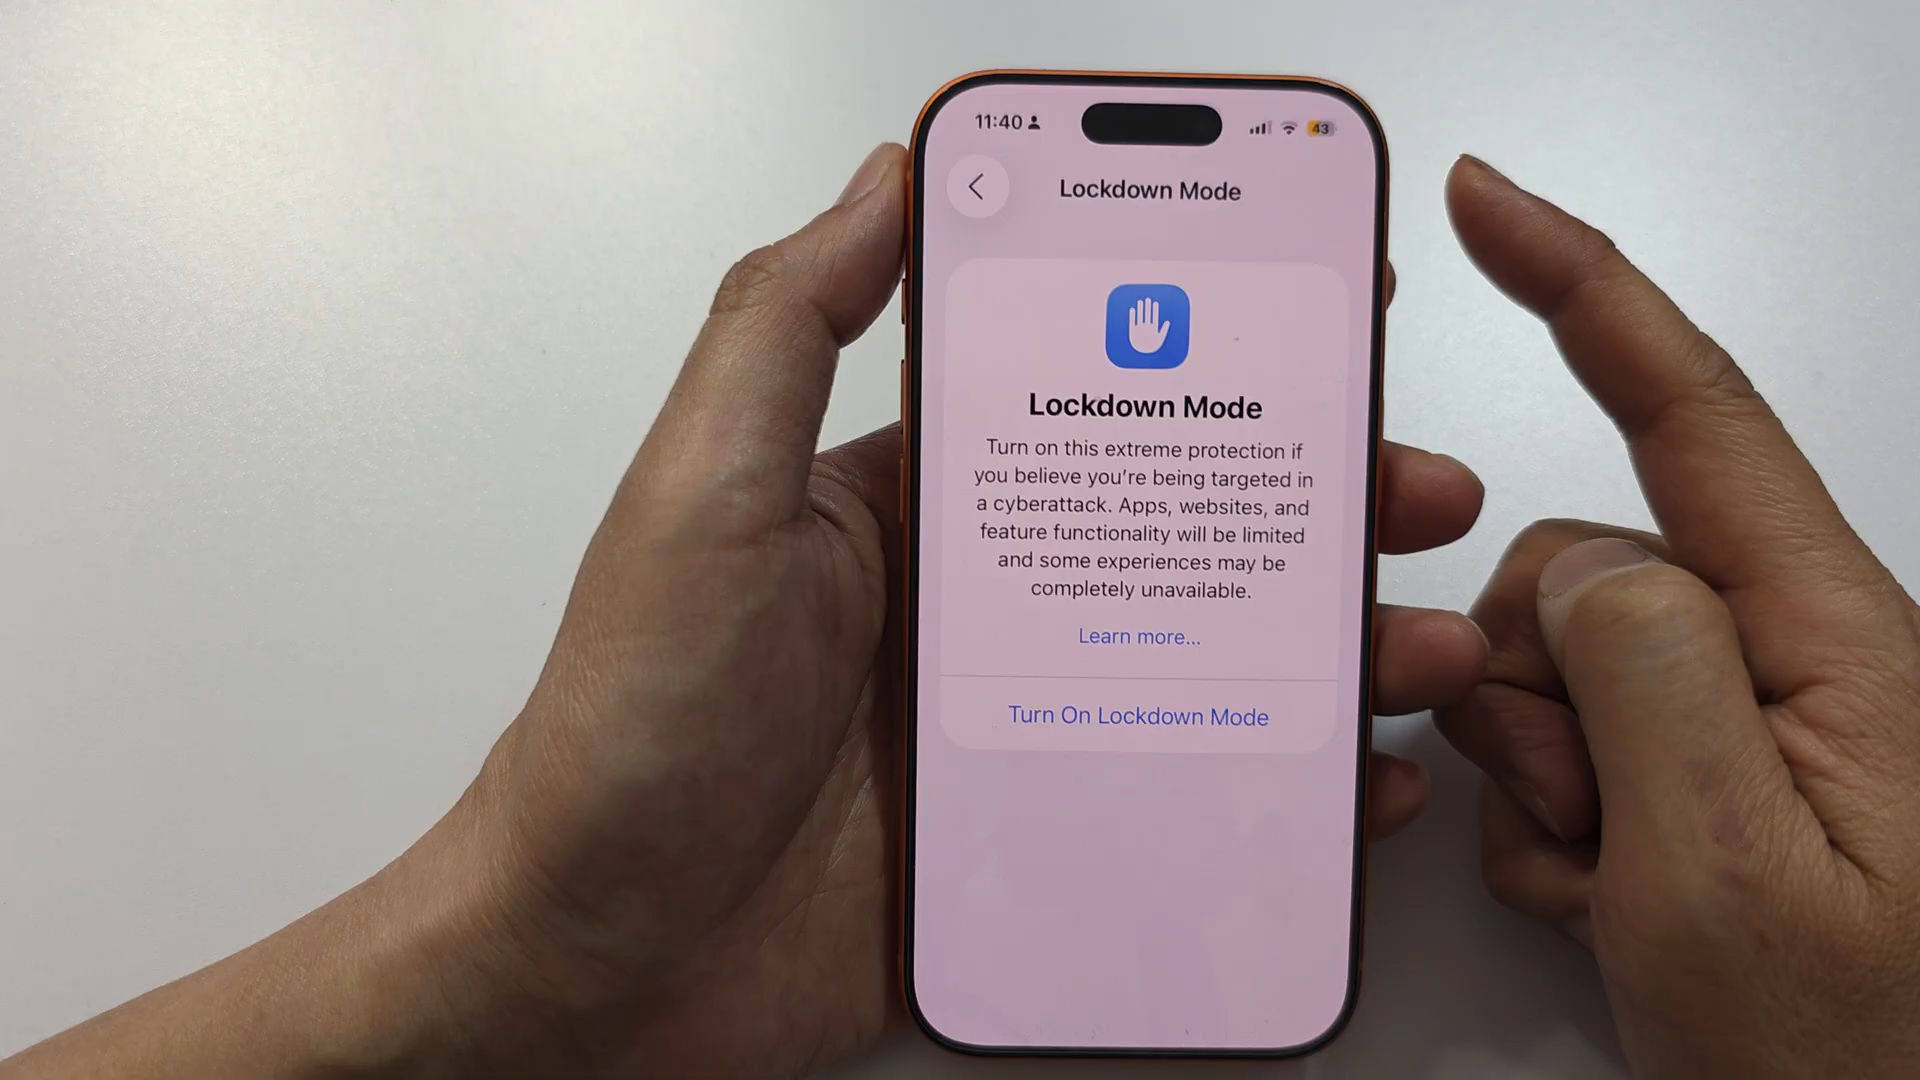 11:40
43
Lockdown Mode
Lockdown Mode
Turn on this extreme protection if
you believe you’re being targeted in
a cyberattack. Apps, websites, and
feature functionality will be limited
and some experiences may be
completely unavailable.
Learn more...
Turn On Lockdown Mode